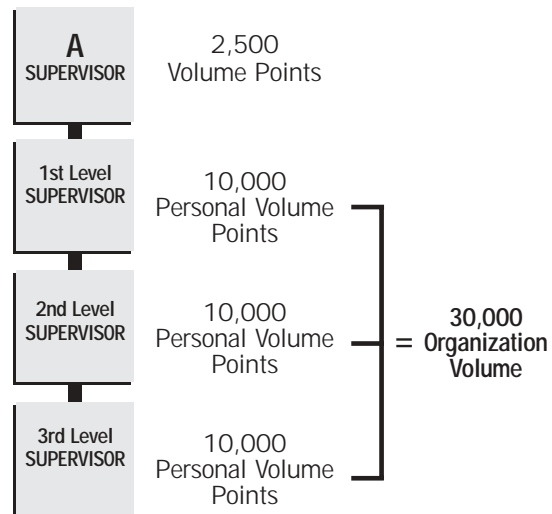 A
SUPERVISOR
2,500
Volume Points
1st Level
SUPERVISOR
10,000
Personal Volume
Points
2nd Level
SUPERVISOR
10,000
Personal Volume
Points
= 30,000
Organization
Volume
3rd Level
SUPERVISOR
10,000
Personal Volume
Points